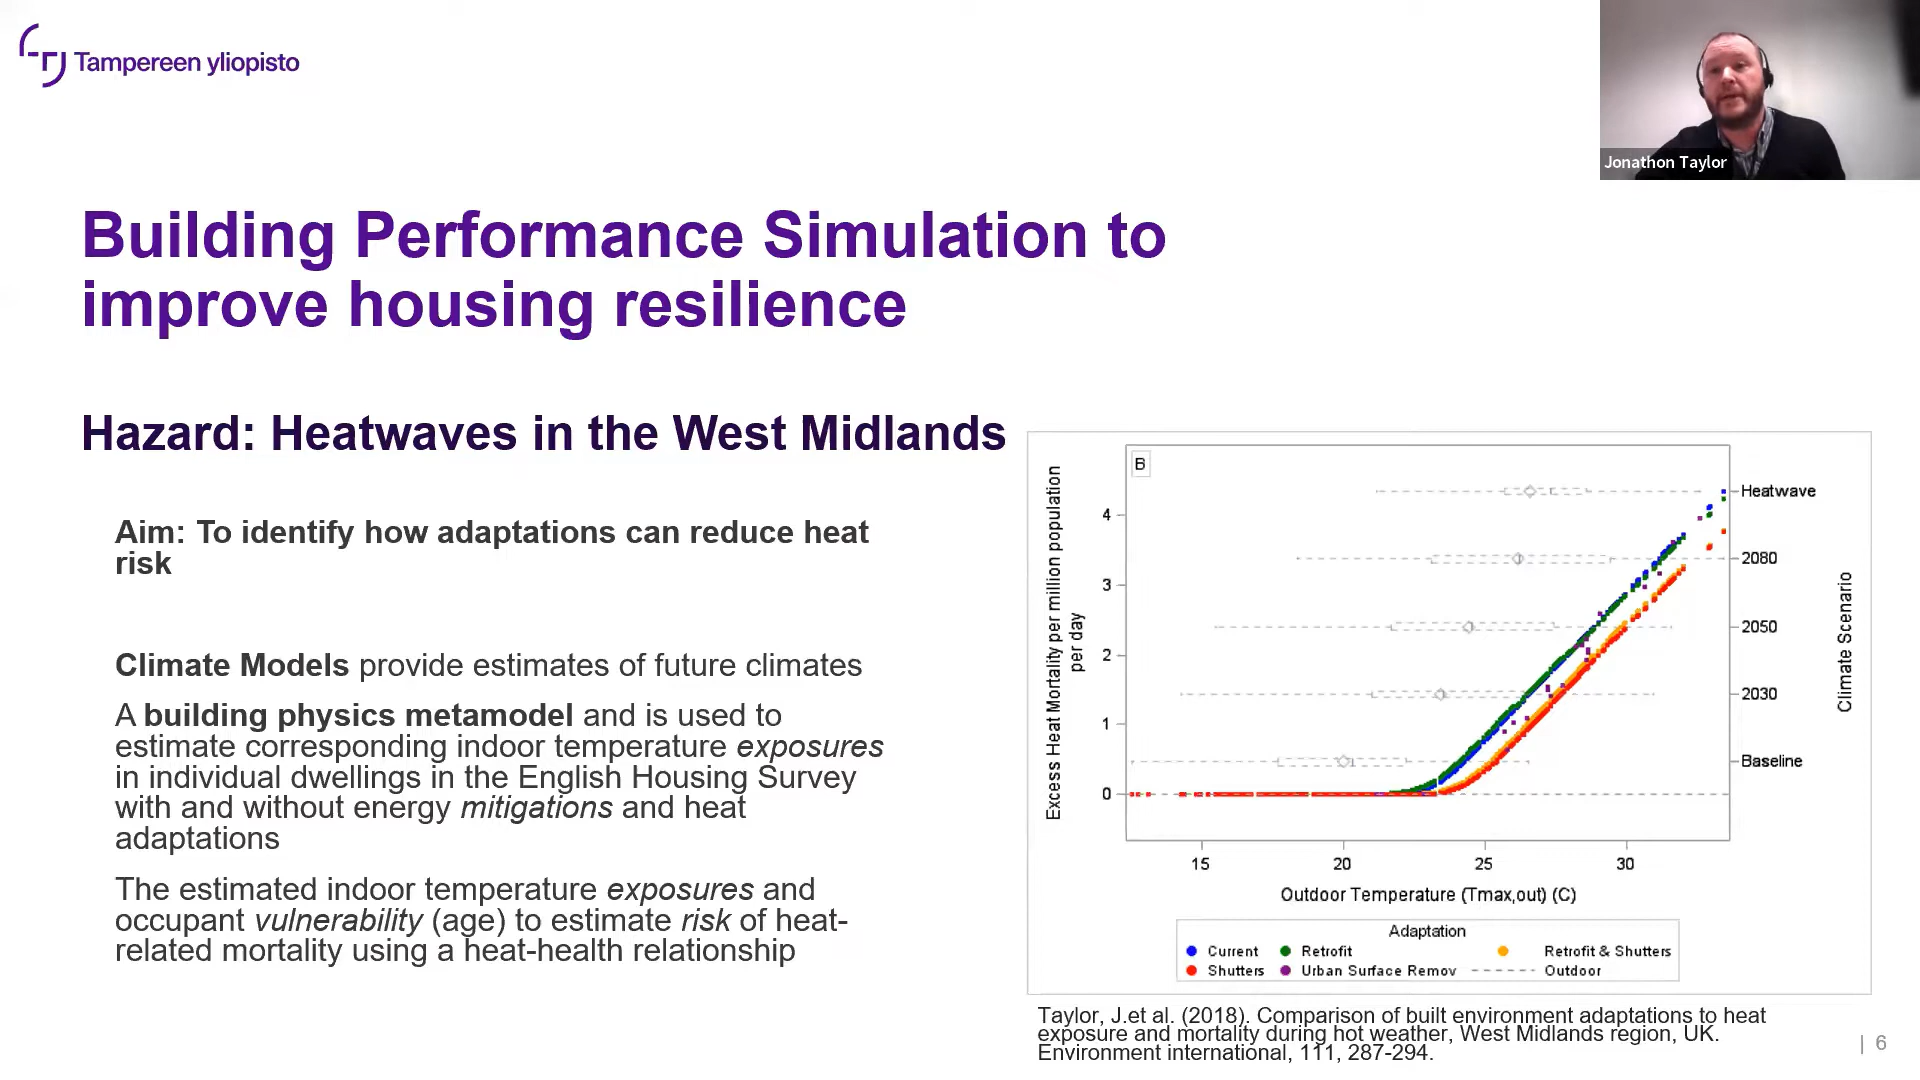 Tampereen yliopisto
Jonathon Taylor
Building Performance Simulation to
improve housing resilience
Hazard: Heatwaves in the West Midlands
Aim: To identify how adaptations can reduce heat
risk
Climate Models provide estimates of future climates
A building physics metamodel and is used to
estimate corresponding indoor temperature exposures
in individual dwellings in the English Housing Survey
with and without energy mitigations and heat
adaptations
The estimated indoor temperature exposures and
occupant vulnerability (age) to estimate risk of heat-
related mortality using a heat-health relationship
B
Excess Heat Mortality per million population
per day
4
3
2
1
0
15 20 25 30
Outdoor Temperature (Tmax,out) (C)
Heatwave
2080
2050
2030
Baseline
Climate Scenario
Adaptation
Current Retrofit Retrofit & Shutters
Shutters Urban Surface Remov Outdoor
Taylor, J.et al. (2018). Comparison of built environment adaptations to heat
exposure and mortality during hot weather, West Midlands region, UK.
Environment international, 111, 287-294.
| 6